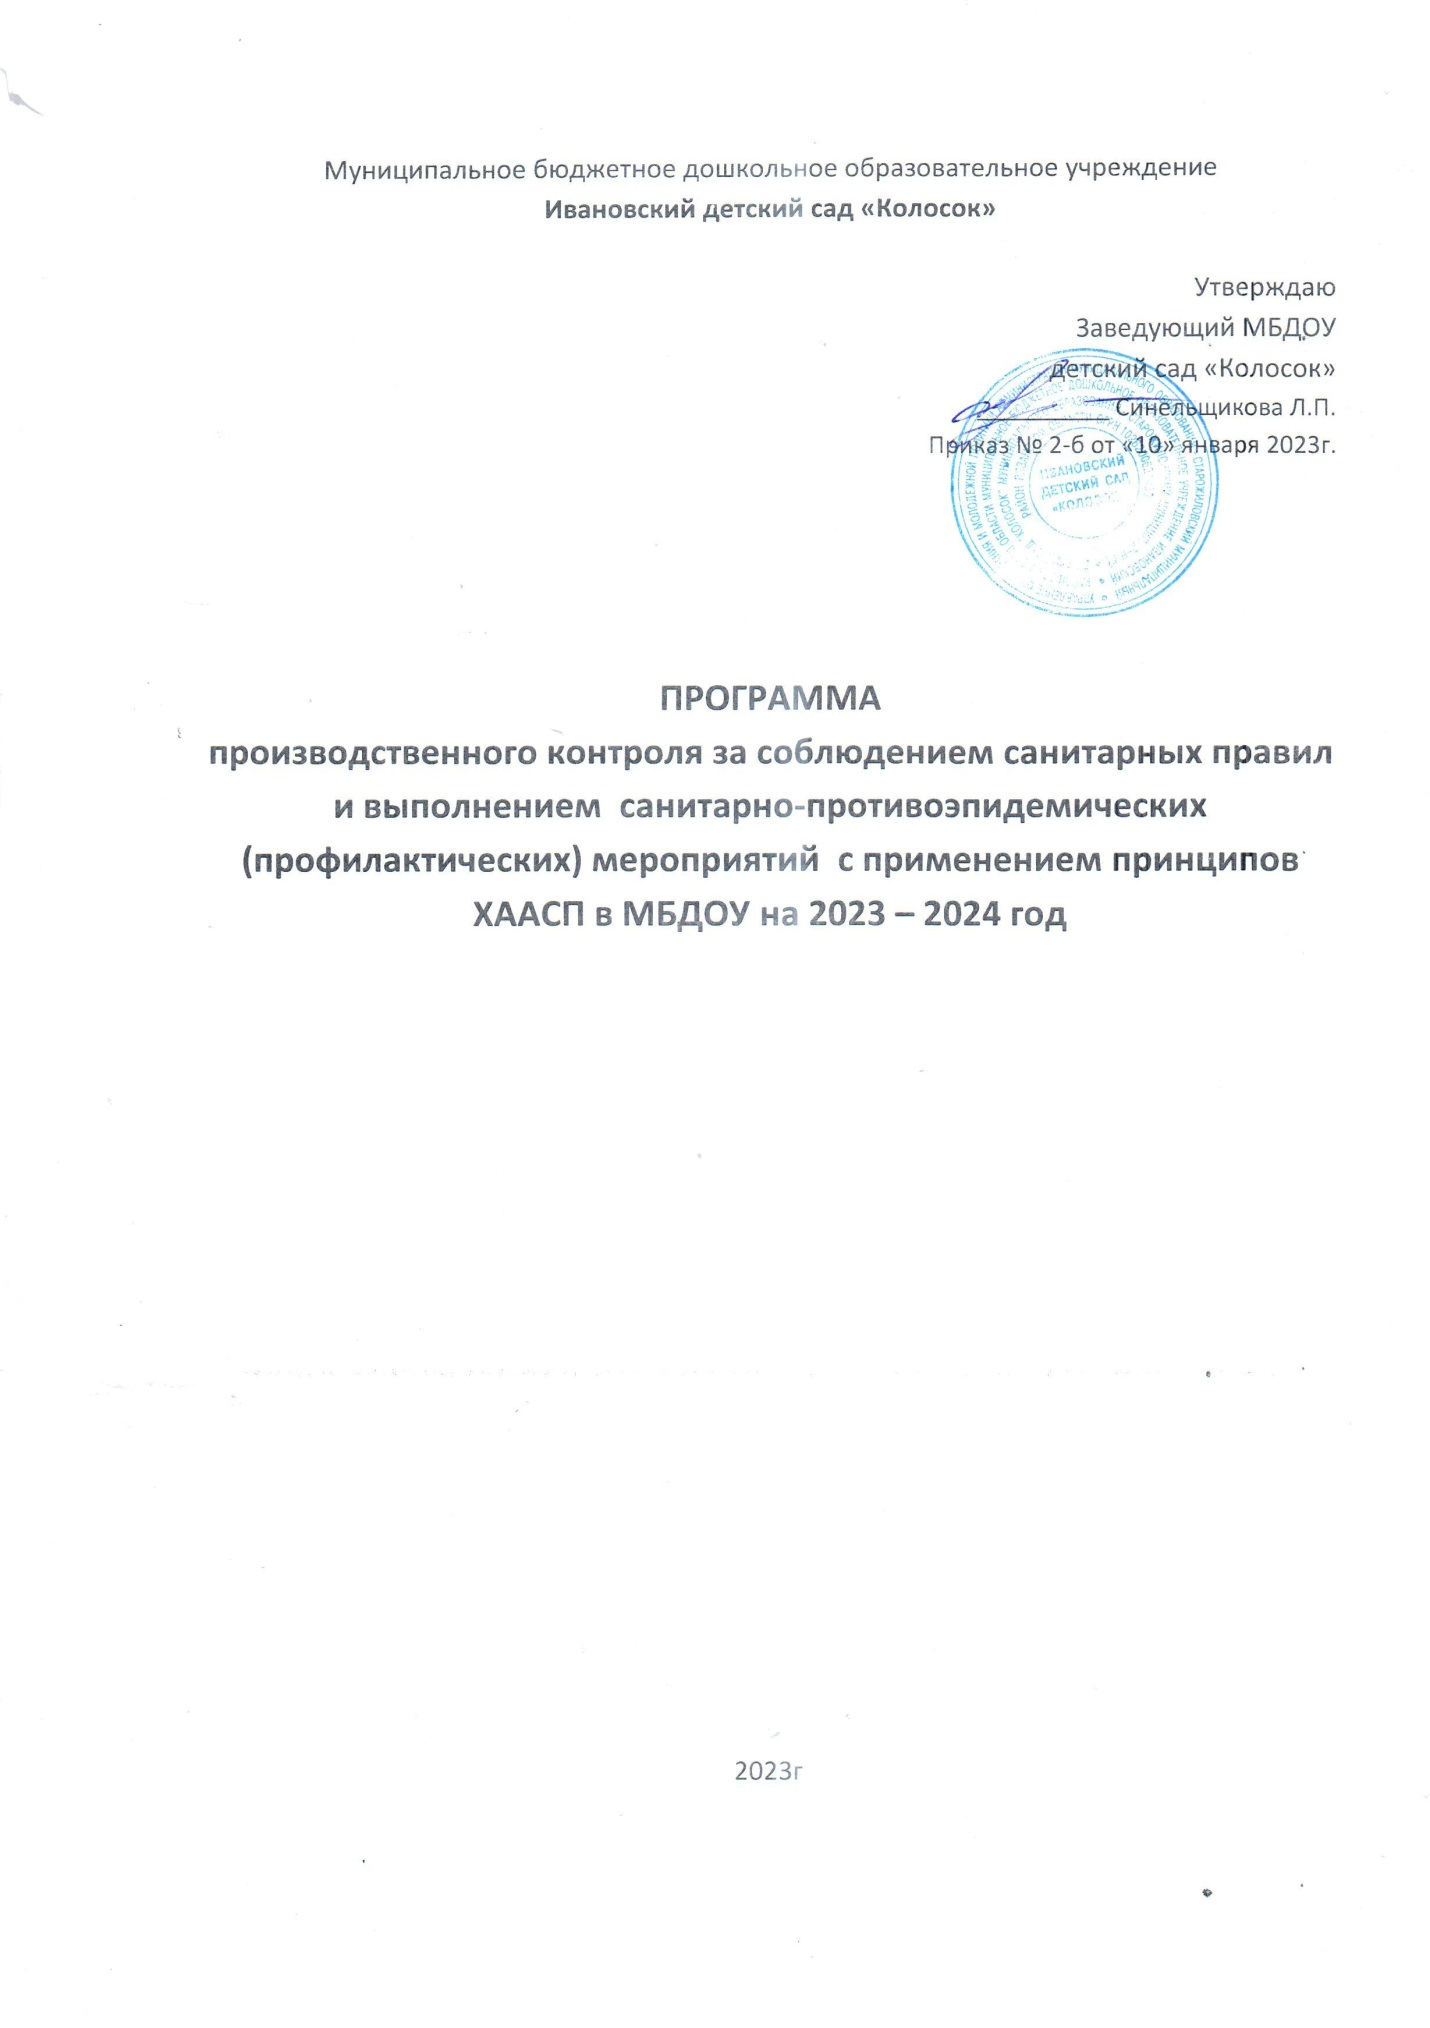 Муниципальное бюджетное дошкольное образовательное учреждение
Ивановский детский сад «Колосок»
Утверждаю
Заведующий МБДОУ
детский сад «Колосок»
Синельщикова Л.П.
Приказ № 2-б от «10» января 2023г.
ИВАНОВСКИЙ
ДЕТСКИЙ САД
ПРОГРАММА
производственного контроля за соблюдением санитарных правил
и выполнением санитарно-противоэпидемических
(профилактических) мероприятий с применением принципов
ХААСП в МБДОУ на 2023 – 2024 год
2023г